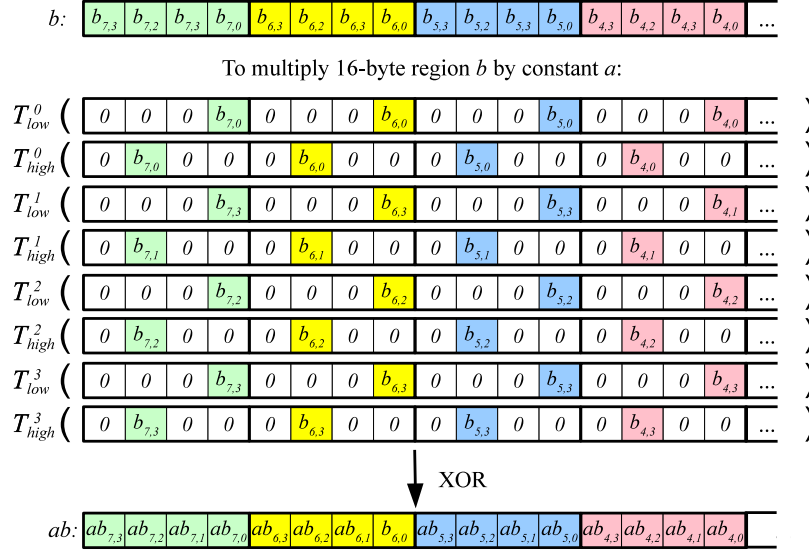 b: b7,3 b7,2 b7,3 b7,0 b6,3 b6,2 b6,3 b6,0 b5,3 b5,2 b5,3 b5,0 b4,3 b4,2 b4,3 b4,0 ...
To multiply 16-byte region b by constant a:
T0low ( 0 0 0 b7,0 0 0 0 b6,0 0 0 0 b5,0 0 0 0 b4,0 ... )
T0high ( 0 b7,0 0 0 0 b6,0 0 0 0 b5,0 0 0 0 b4,0 0 0 ... )
T1low ( 0 0 0 b7,3 0 0 0 b6,3 0 0 0 b5,3 0 0 0 b4,1 ... )
T1high ( 0 b7,1 0 0 0 b6,1 0 0 0 b5,1 0 0 0 b4,1 0 0 ... )
T2low ( 0 0 0 b7,2 0 0 0 b6,2 0 0 0 b5,2 0 0 0 b4,2 ... )
T2high ( 0 b7,2 0 0 0 b6,2 0 0 0 b5,2 0 0 0 b4,2 0 0 ... )
T3low ( 0 0 0 b7,3 0 0 0 b6,3 0 0 0 b5,3 0 0 0 b4,3 ... )
T3high ( 0 b7,3 0 0 0 b6,3 0 0 0 b5,3 0 0 0 b4,3 0 0 ... )
XOR
ab: ab7,3 ab7,2 ab7,1 ab7,0 ab6,3 ab6,2 ab6,1 b6,0 ab5,3 ab5,2 ab5,1 ab5,0 ab4,3 ab4,2 ab4,1 ab4,0 ...